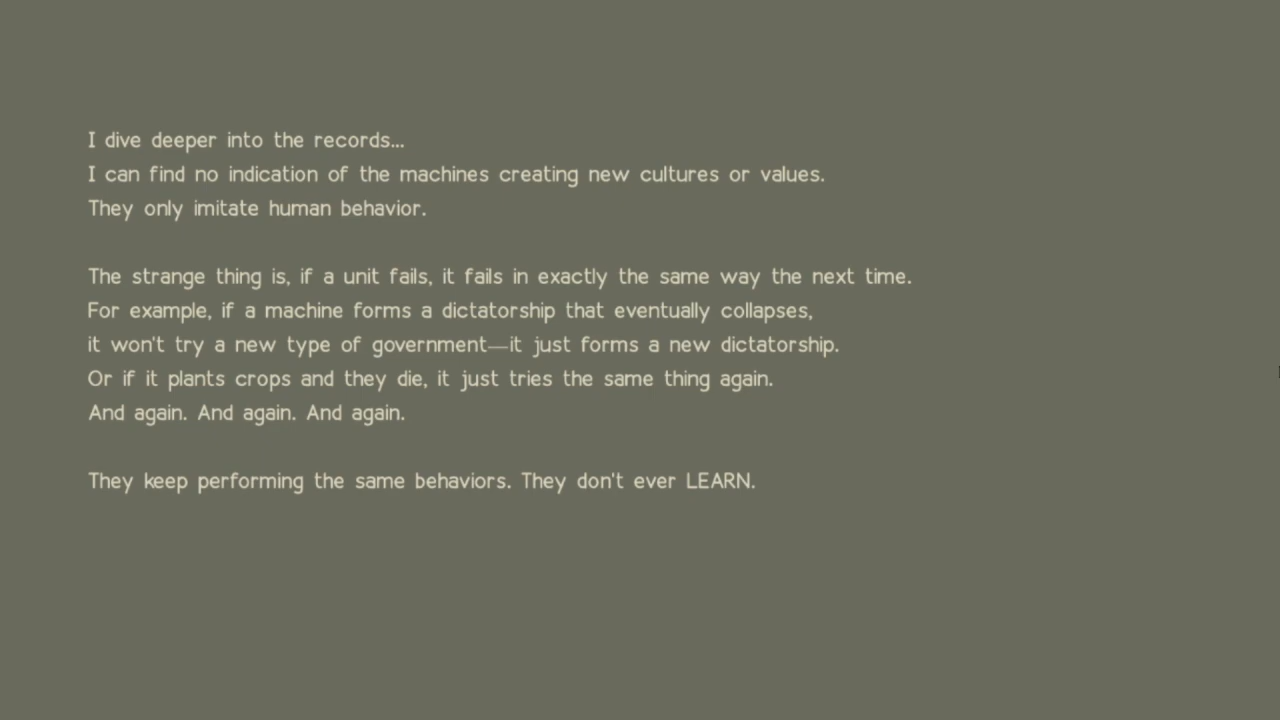 I dive deeper into the records...
I can find no indication of the machines creating new cultures or values.
They only imitate human behavior.
The strange thing is, if a unit fails, it fails in exactly the same way the next time.
For example, if a machine forms a dictatorship that eventually collapses,
it won't try a new type of government—it just forms a new dictatorship.
Or if it plants crops and they die, it just tries the same thing again.
And again. And again. And again.
They keep performing the same behaviors. They don't ever LEARN.